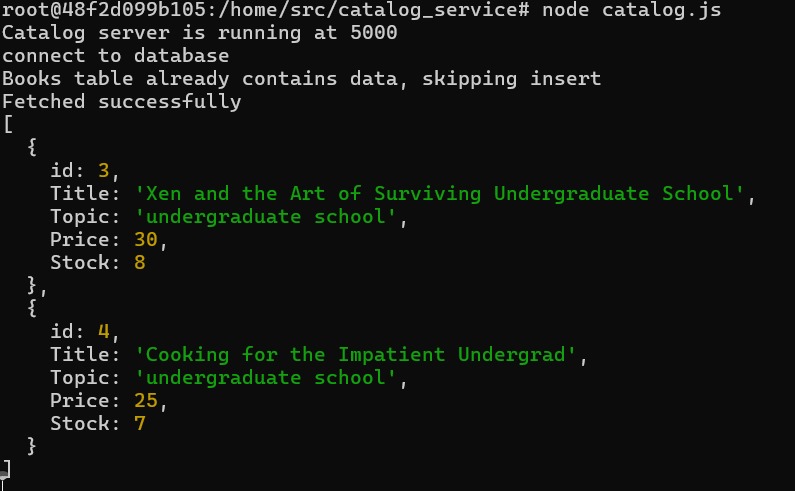 root@48f2d099b105:/home/src/catalog_service# node catalog.js
Catalog server is running at 5000
connect to database
Books table already contains data, skipping insert
Fetched successfully
[
  {
    id: 3,
    Title: 'Xen and the Art of Surviving Undergraduate School',
    Topic: 'undergraduate school',
    Price: 30,
    Stock: 8
  },
  {
    id: 4,
    Title: 'Cooking for the Impatient Undergrad',
    Topic: 'undergraduate school',
    Price: 25,
    Stock: 7
  }
]